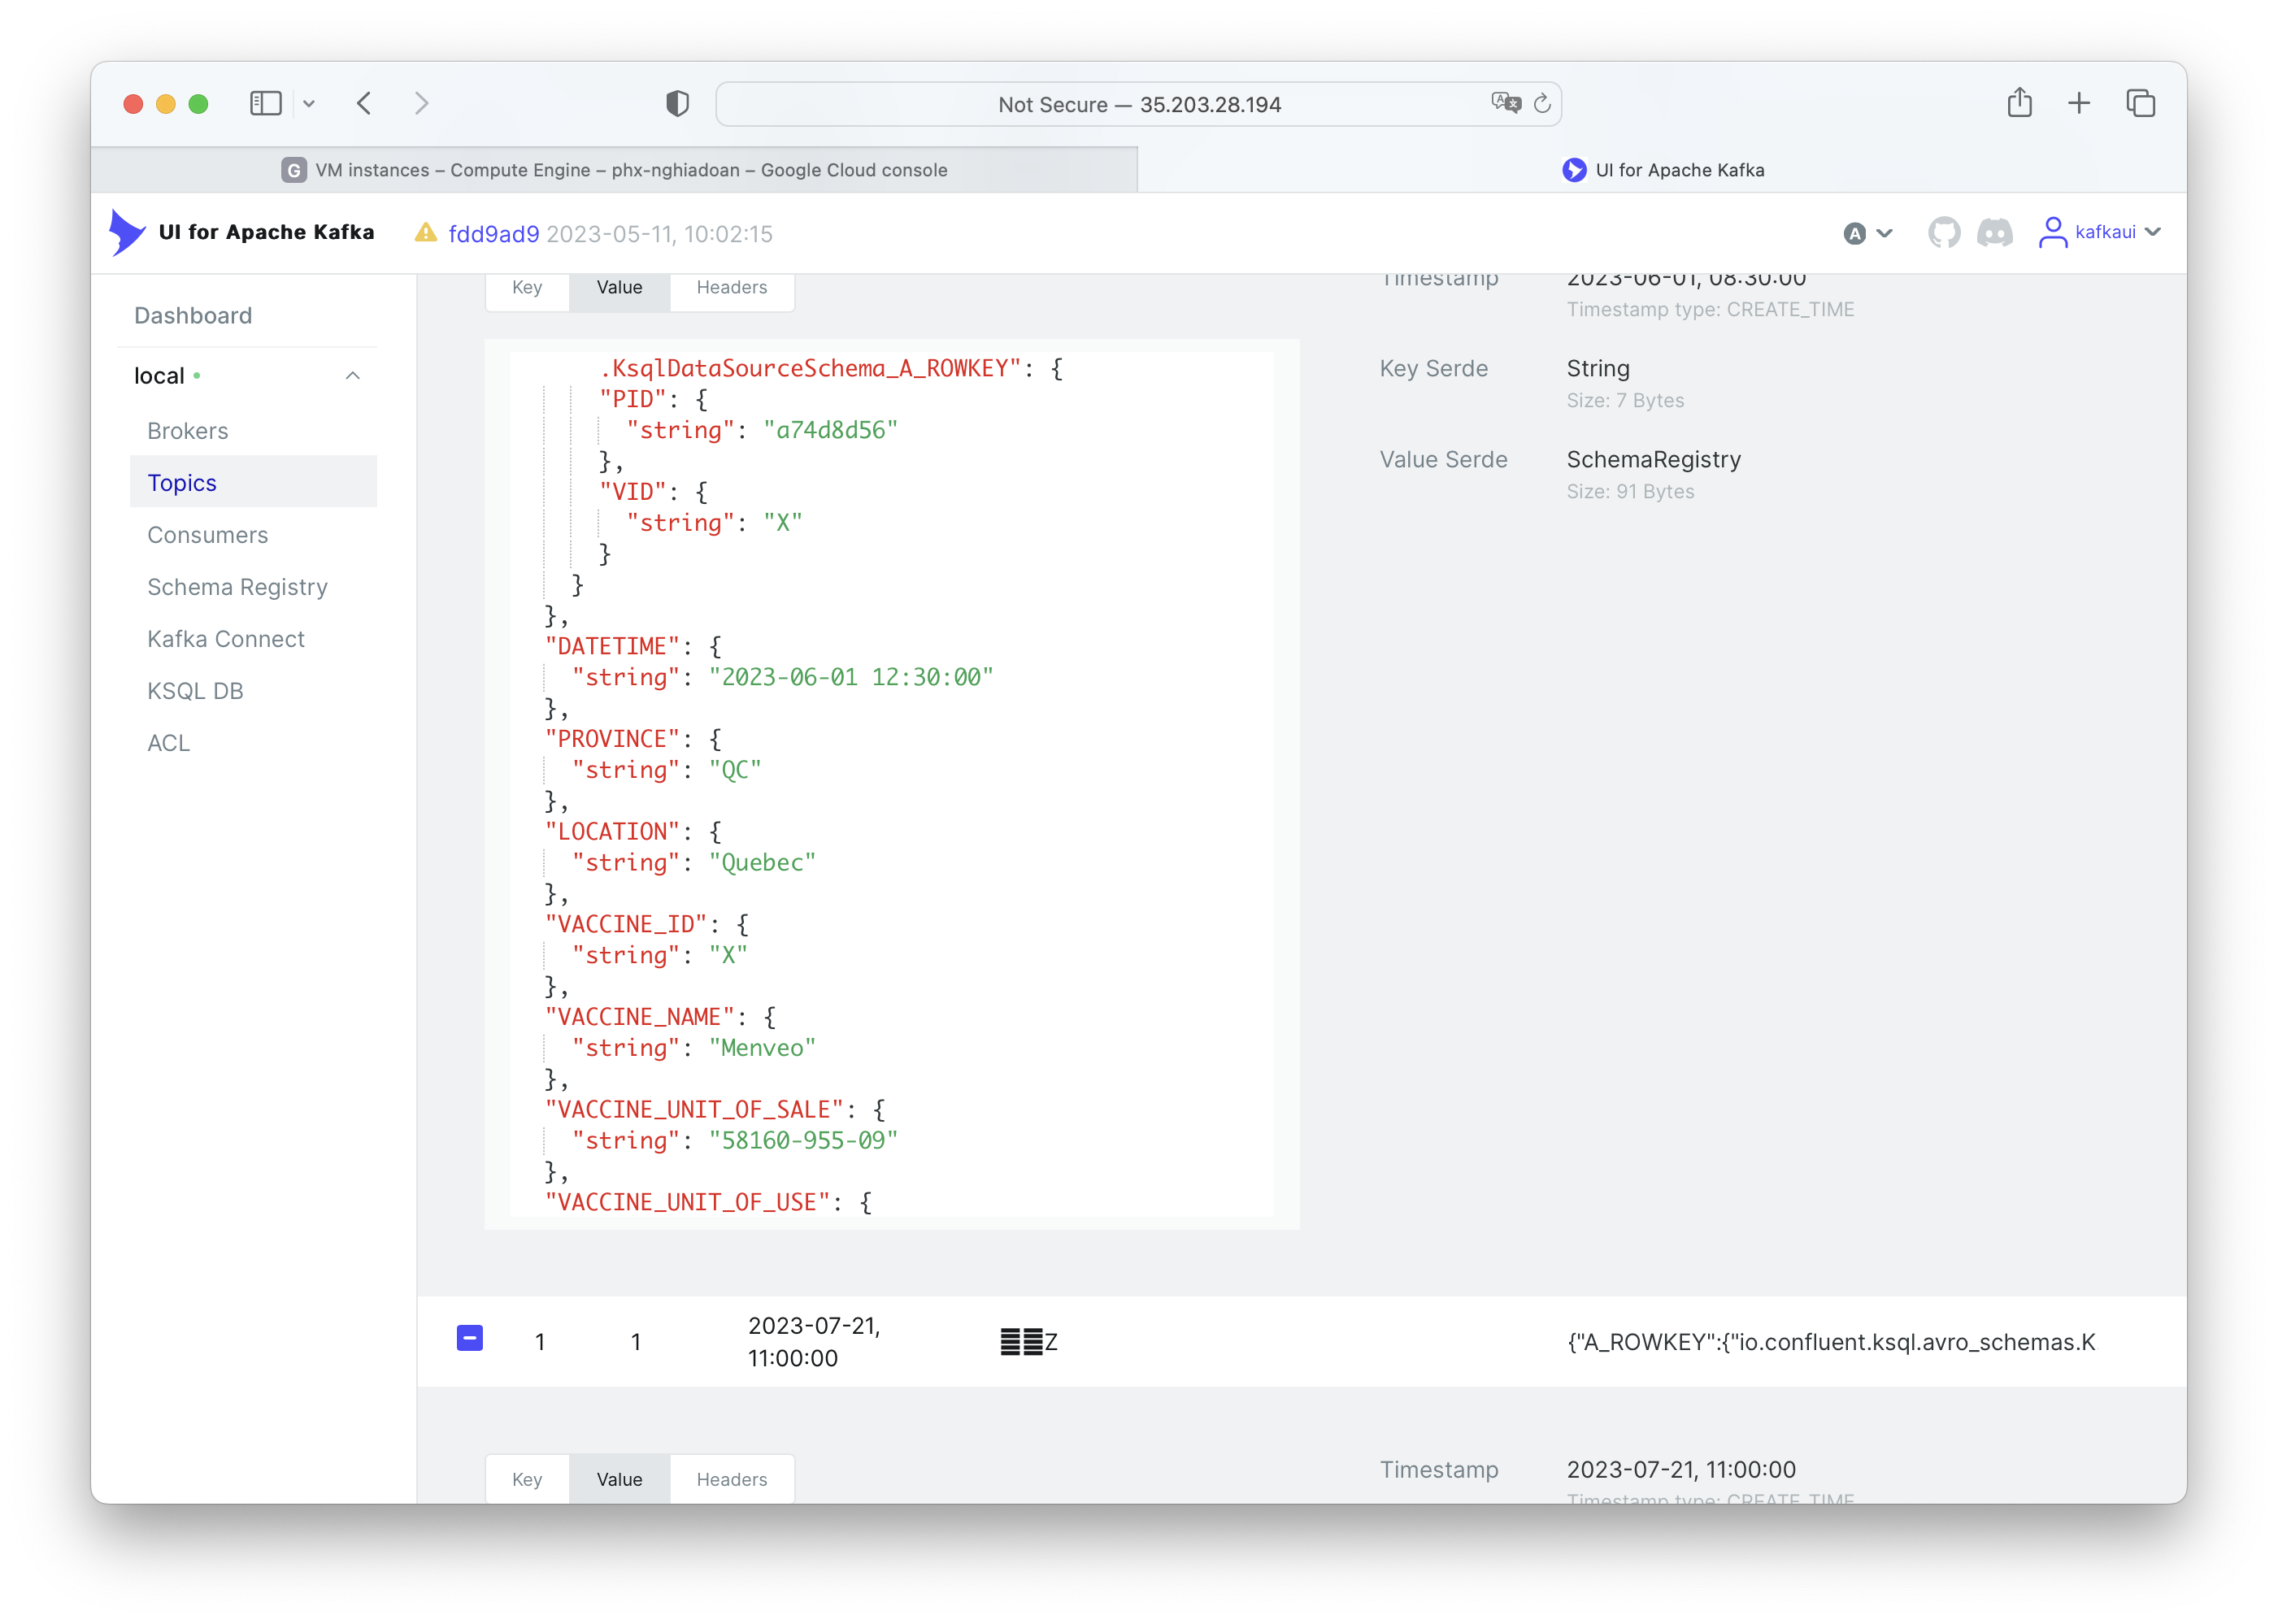 Not Secure — 35.203.28.194
G VM instances – Compute Engine – phx-nghiadoan – Google Cloud console
UI for Apache Kafka
UI for Apache Kafka
fdd9ad9 2023-05-11, 10:02:15
A
kafkaui
Dashboard
local
Brokers
Topics
Consumers
Schema Registry
Kafka Connect
KSQL DB
ACL
Key Value Headers
.KsqlDataSourceSchema_A_ROWKEY": {
"PID": {
"string": "a74d8d56"
},
"VID": {
"string": "X"
}
}
},
"DATETIME": {
"string": "2023-06-01 12:30:00"
},
"PROVINCE": {
"string": "QC"
},
"LOCATION": {
"string": "Quebec"
},
"VACCINE_ID": {
"string": "X"
},
"VACCINE_NAME": {
"string": "Menveo"
},
"VACCINE_UNIT_OF_SALE": {
"string": "58160-955-09"
},
"VACCINE_UNIT_OF_USE": {
Timestamp 2023-06-01, 08:30:00
Timestamp type: CREATE_TIME
Key Serde String
Size: 7 Bytes
Value Serde SchemaRegistry
Size: 91 Bytes
1 1 2023-07-21, 11:00:00 Z {"A_ROWKEY":{"io.confluent.ksql.avro_schemas.K
Key Value Headers
Timestamp 2023-07-21, 11:00:00
Timestamp type: CREATE_TIME